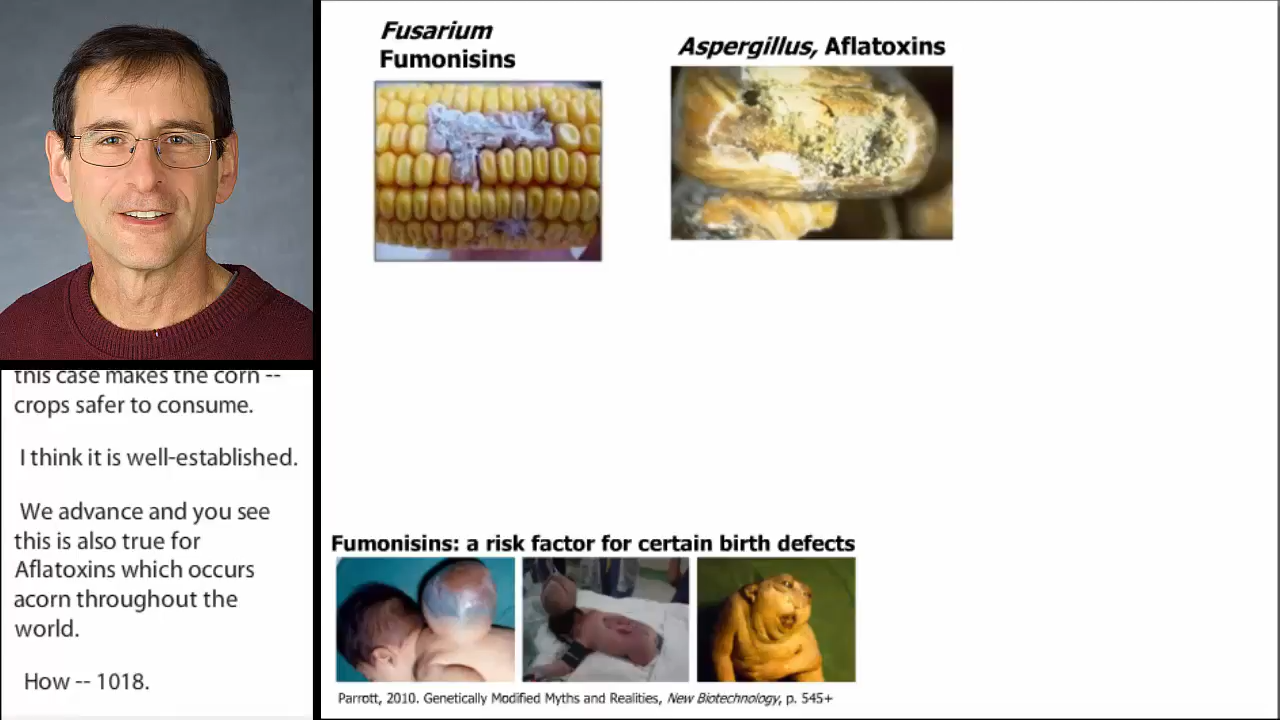 this case makes the corn --
crops safer to consume.
I think it is well-established.
We advance and you see
this is also true for
Aflatoxins which occurs
acorn throughout the
world.
How -- 1018.
Fusarium
Fumonisins
Aspergillus, Aflatoxins
Fumonisins: a risk factor for certain birth defects
Parrott, 2010. Genetically Modified Myths and Realities, New Biotechnology, p. 545+